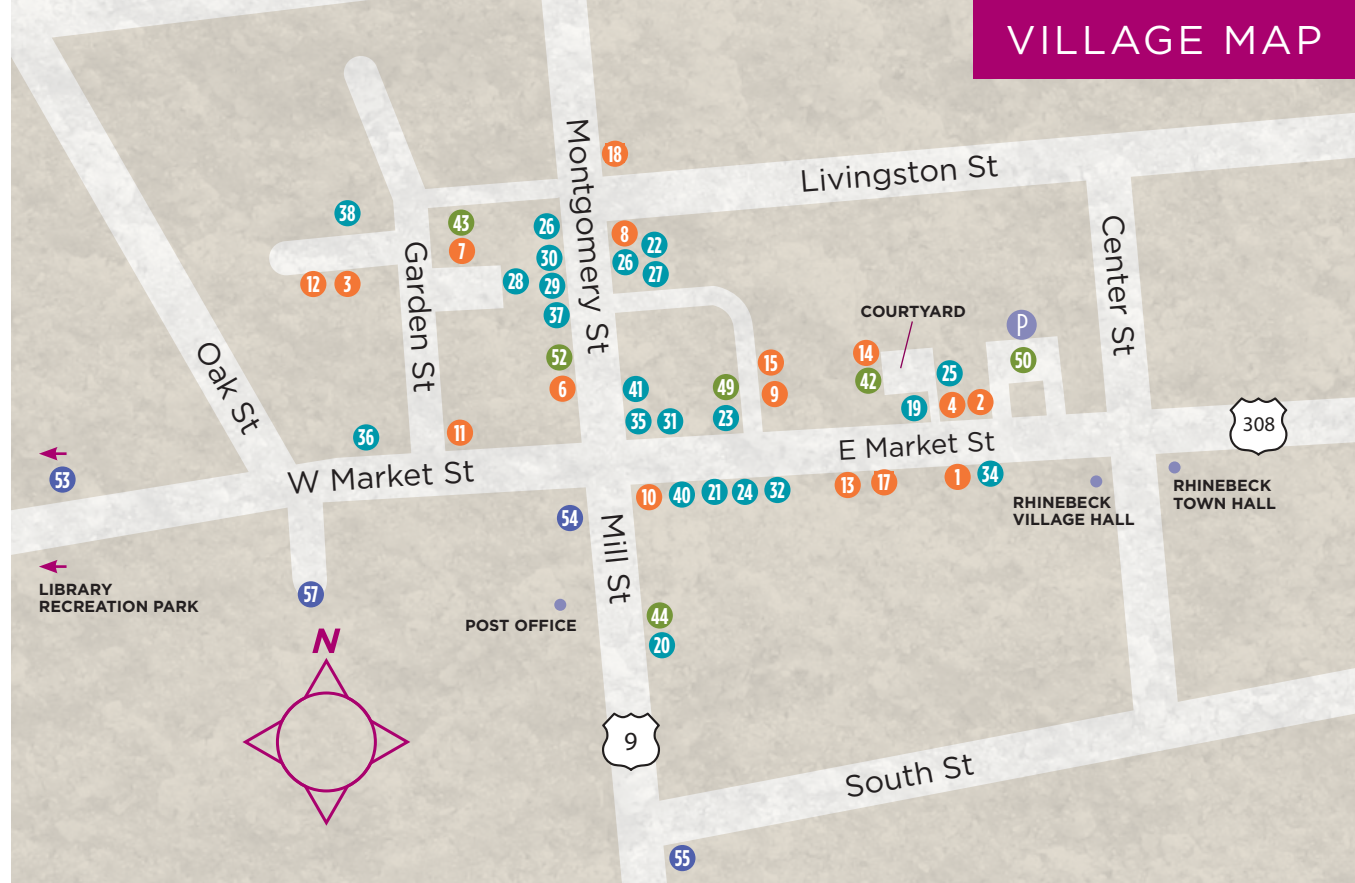 VILLAGE MAP
Montgomery St
18
Livingston St
38
43
26
8
22
7
30
26
27
12
3
Garden St
28
29
37
Center St
COURTYARD
P
52
14
15
50
Oak St
6
41
49
9
42
25
35
31
23
19
4
2
36
11
E Market St
308
53
W Market St
10
40
21
24
32
13
17
1
34
RHINEBECK
VILLAGE HALL
RHINEBECK
TOWN HALL
54
Mill St
LIBRARY
RECREATION PARK
57
POST OFFICE
44
20
N
9
South St
55